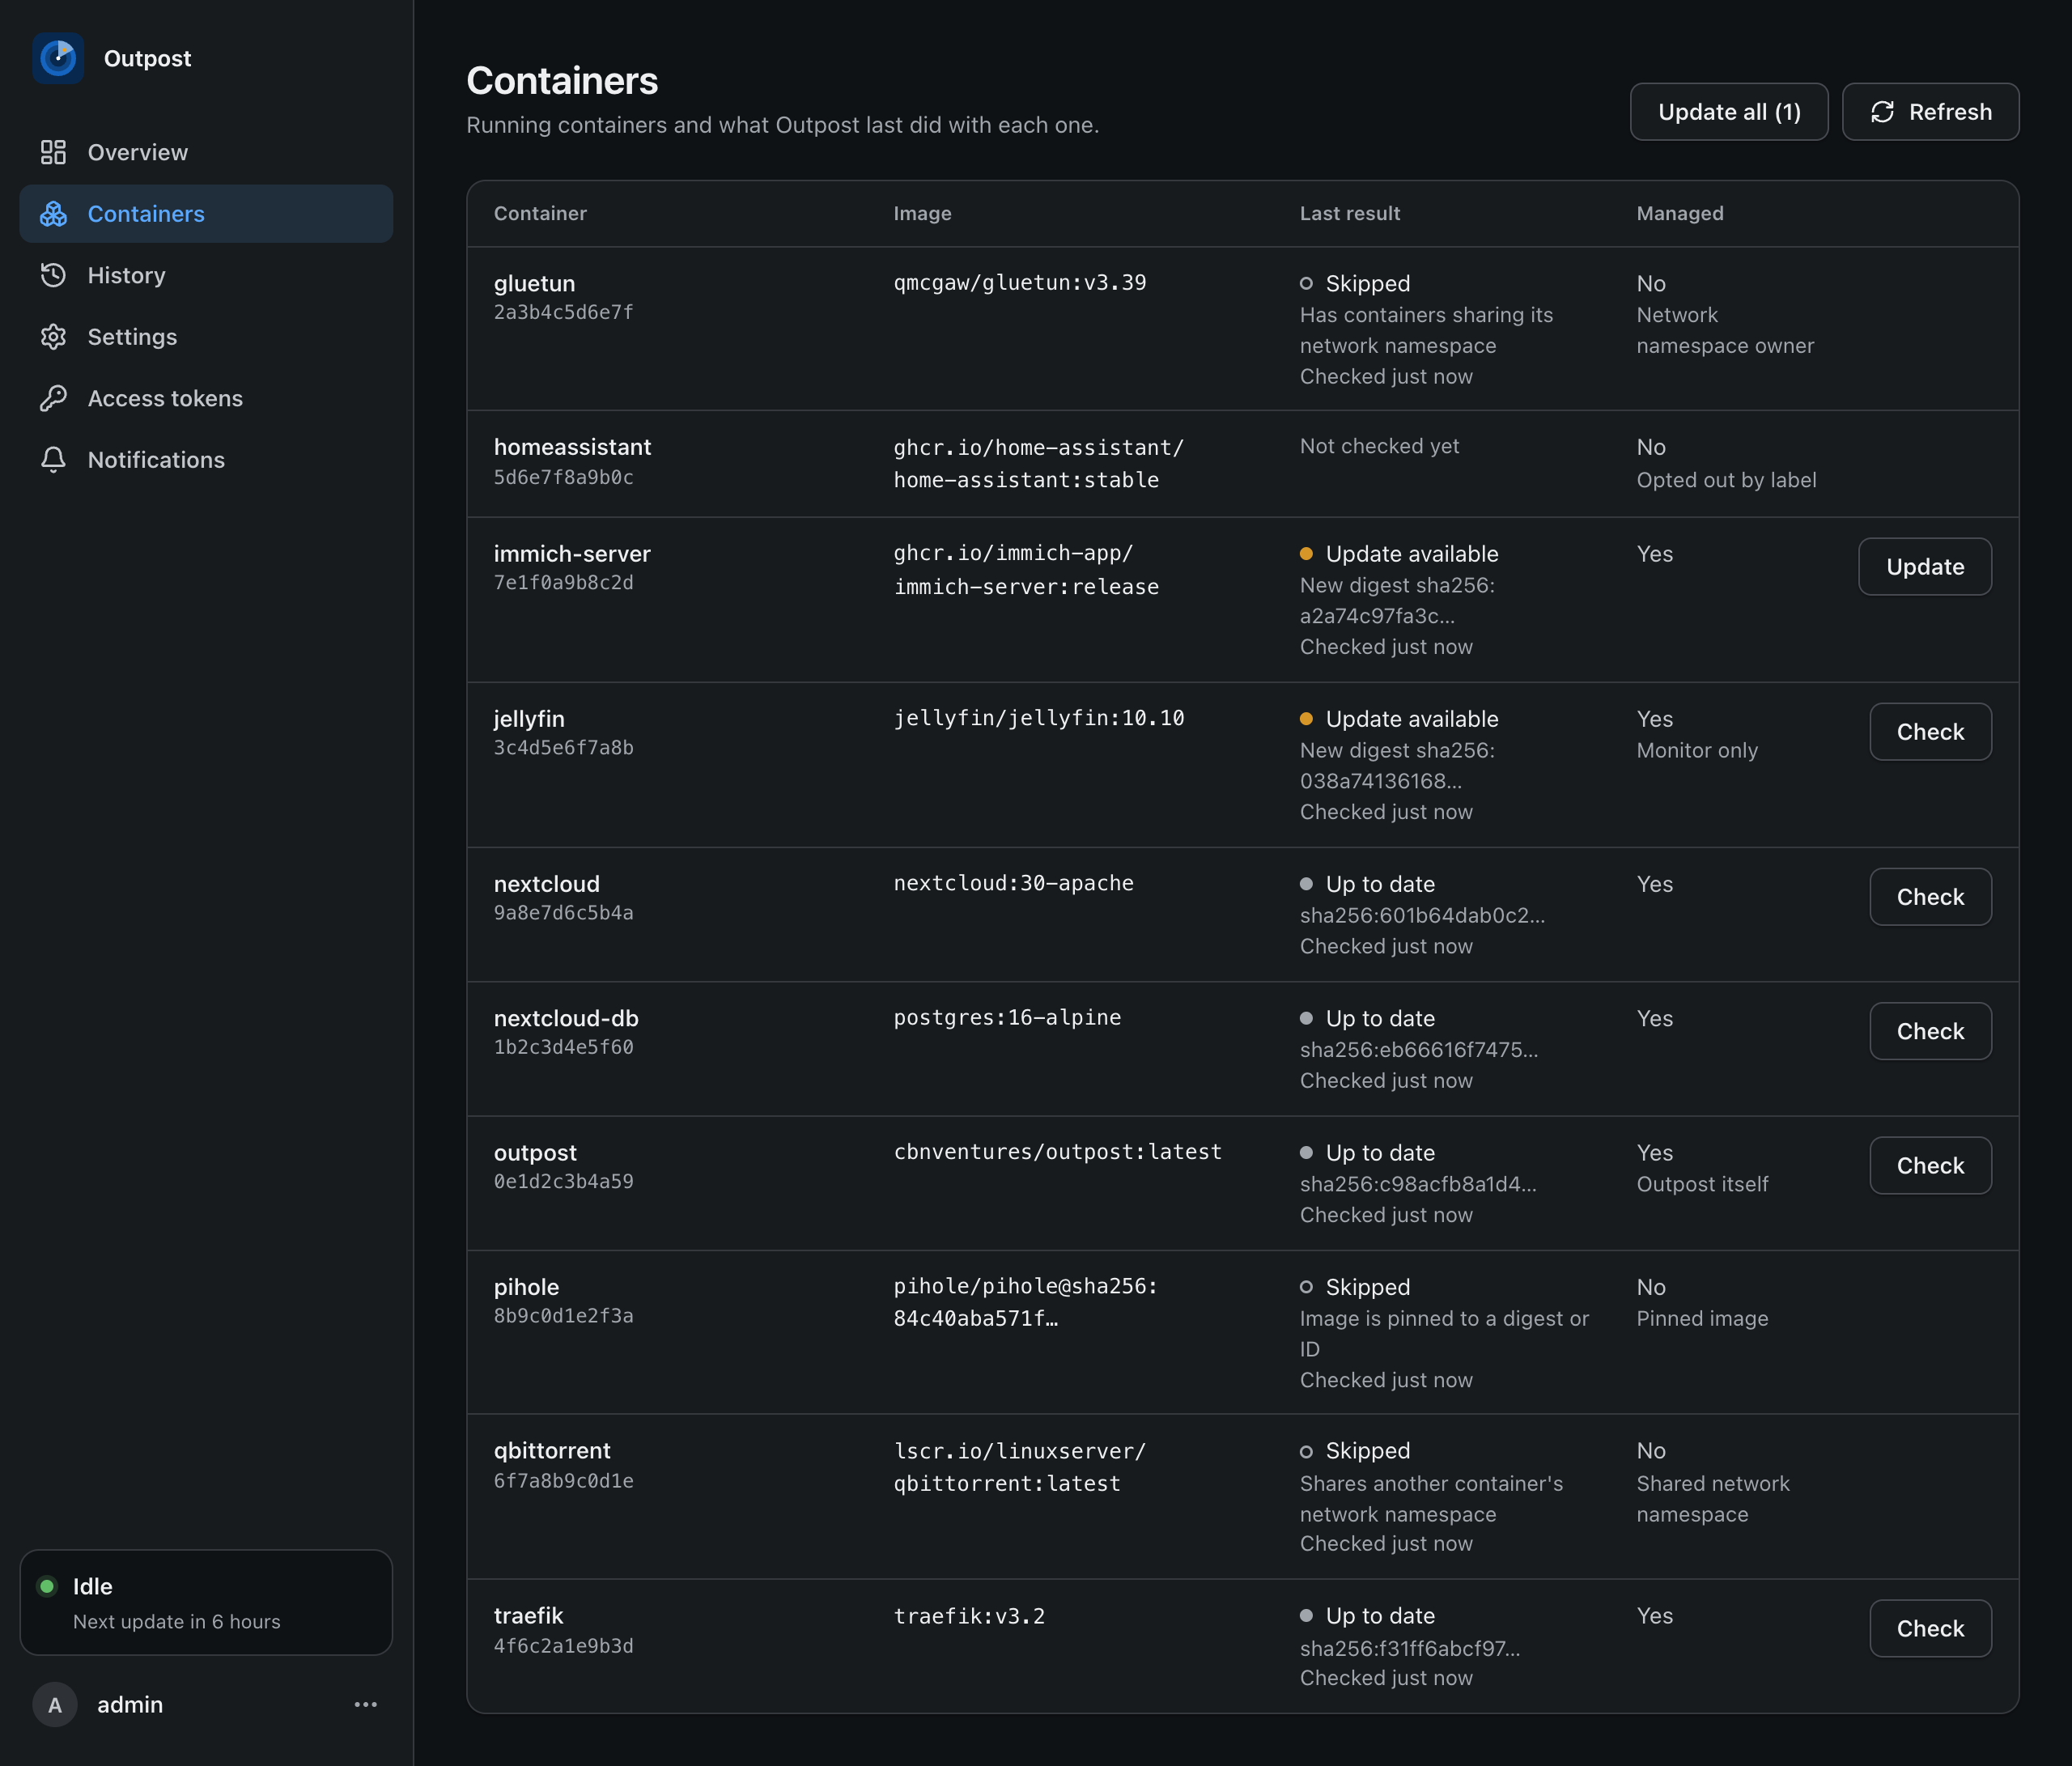 Outpost
Overview
Containers
History
Settings
Access tokens
Notifications
Idle
Next update in 6 hours
A
admin
Containers
Running containers and what Outpost last did with each one.
Update all (1)
Refresh
Container
Image
Last result
Managed
gluetun
2a3b4c5d6e7f
qmcgaw/gluetun:v3.39
Skipped
Has containers sharing its
network namespace
Checked just now
No
Network
namespace owner
homeassistant
5d6e7f8a9b0c
ghcr.io/home-assistant/
home-assistant:stable
Not checked yet
No
Opted out by label
immich-server
7e1f0a9b8c2d
ghcr.io/immich-app/
immich-server:release
Update available
New digest sha256:
a2a74c97fa3c...
Checked just now
Yes
Update
jellyfin
3c4d5e6f7a8b
jellyfin/jellyfin:10.10
Update available
New digest sha256:
038a74136168...
Checked just now
Yes
Monitor only
Check
nextcloud
9a8e7d6c5b4a
nextcloud:30-apache
Up to date
sha256:601b64dab0c2...
Checked just now
Yes
Check
nextcloud-db
1b2c3d4e5f60
postgres:16-alpine
Up to date
sha256:eb66616f7475...
Checked just now
Yes
Check
outpost
0e1d2c3b4a59
cbnventures/outpost:latest
Up to date
sha256:c98acfb8a1d4...
Checked just now
Yes
Outpost itself
Check
pihole
8b9c0d1e2f3a
pihole/pihole@sha256:
84c40aba571f…
Skipped
Image is pinned to a digest or
ID
Checked just now
No
Pinned image
qbittorrent
6f7a8b9c0d1e
lscr.io/linuxserver/
qbittorrent:latest
Skipped
Shares another container's
network namespace
Checked just now
No
Shared network
namespace
traefik
4f6c2a1e9b3d
traefik:v3.2
Up to date
sha256:f31ff6abcf97...
Checked just now
Yes
Check